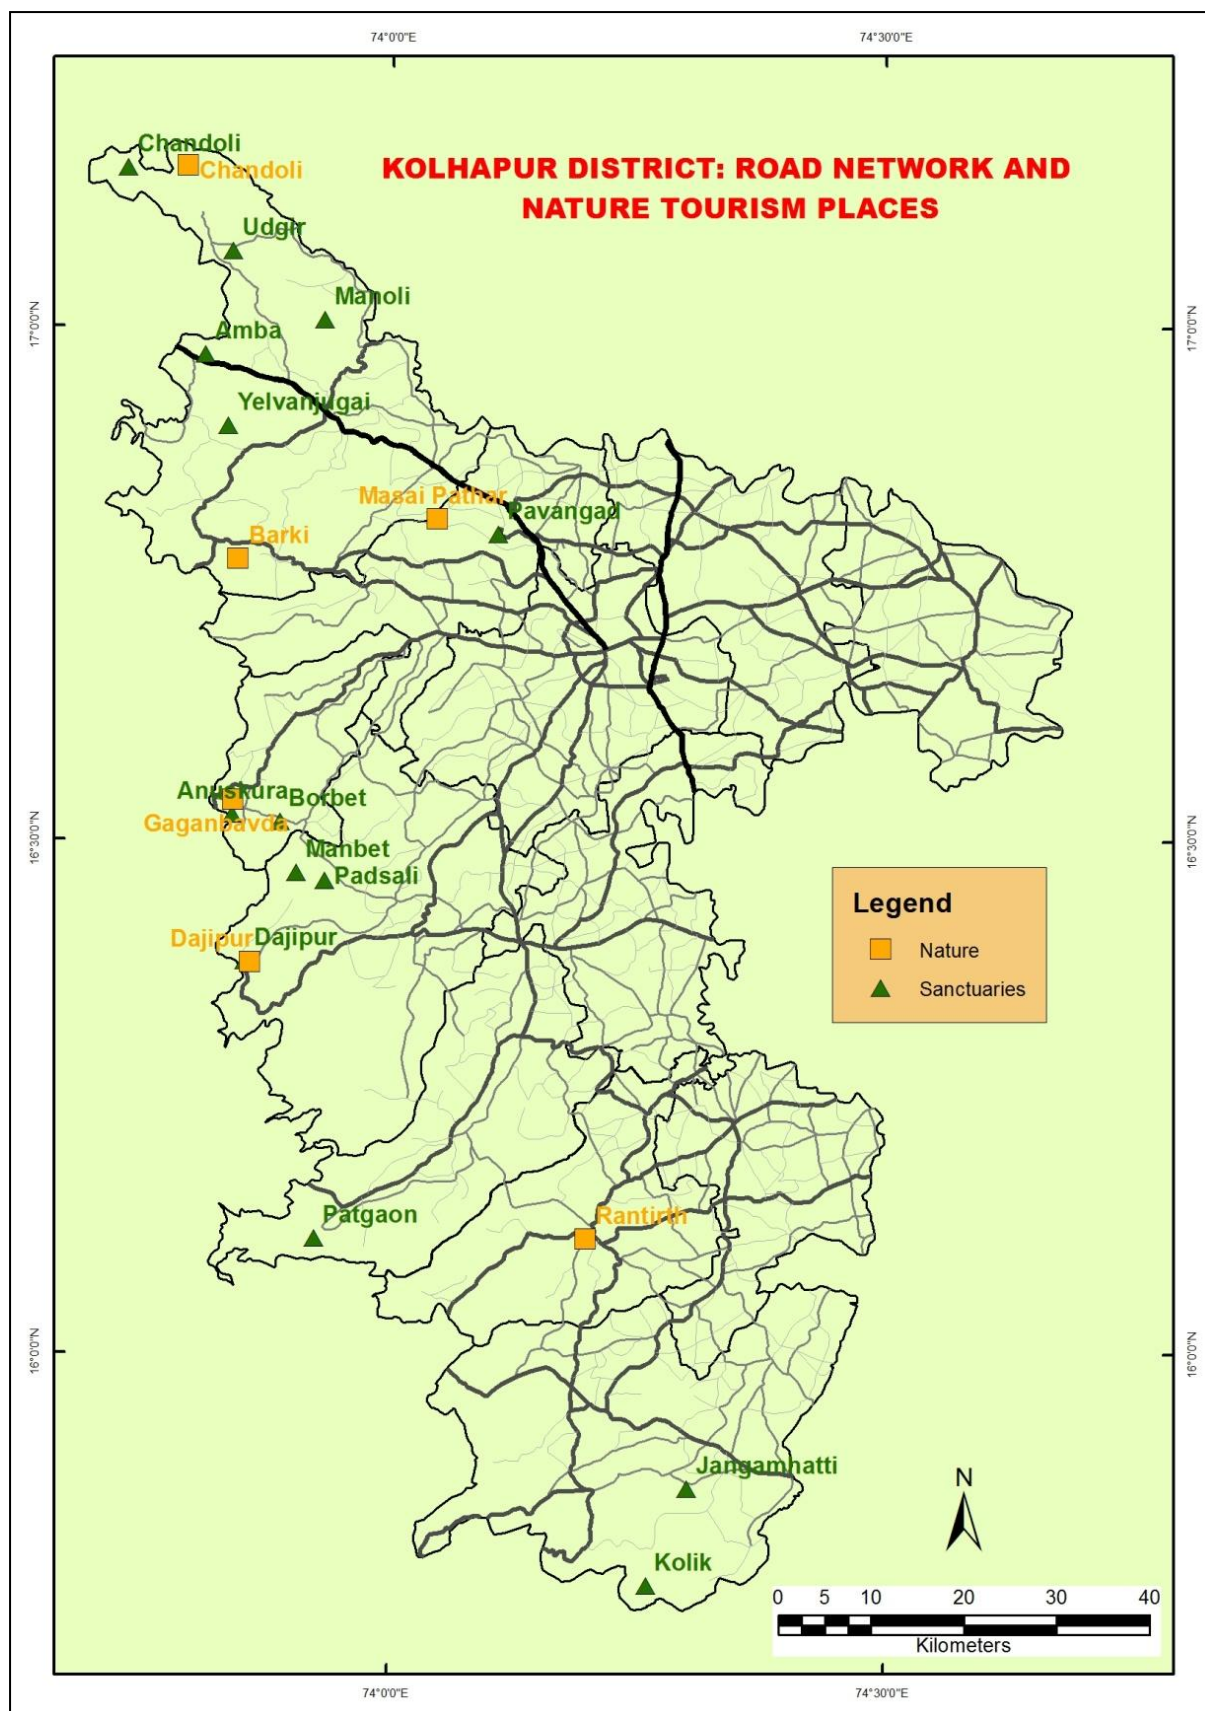 74°0'0"E 74°30'0"E
Chandoli
Chandoli
KOLHAPUR DISTRICT: ROAD NETWORK AND
NATURE TOURISM PLACES
Udgir
Manoli
17°0'0"N 17°0'0"N
Amba
Yelvanjugai
Masai Pathar
Pavangad
Barki
Anuskura
Borbet
Gaganbavda
16°30'0"N 16°30'0"N
Manbet
Padsali
Legend
Nature
Sanctuaries
Dajipur Dajipur
Patgaon
Rantirth
16°0'0"N 16°0'0"N
Jangamhatti
N
Kolik
0 5 10 20 30 40
Kilometers
74°0'0"E 74°30'0"E